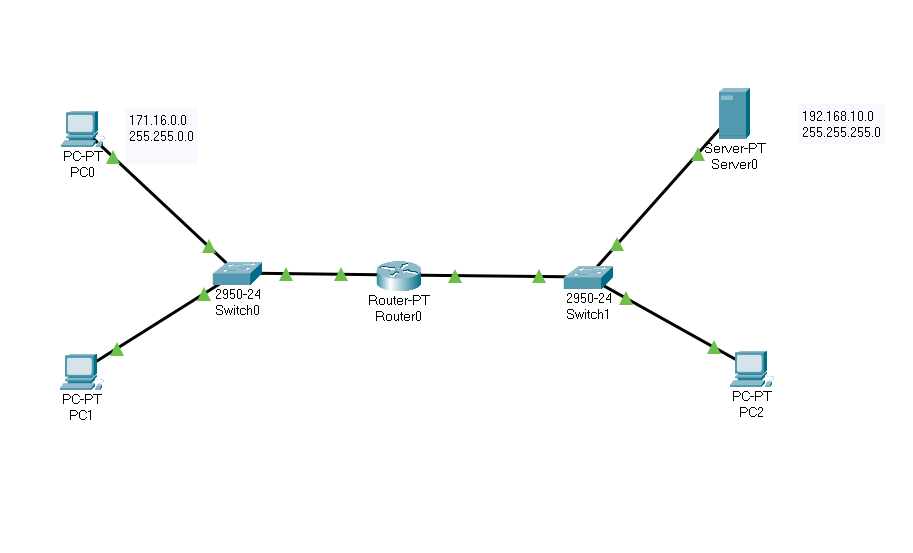 171.16.0.0
255.255.0.0
PC-PT
PC0
Server-PT
Server0
192.168.10.0
255.255.255.0
2950-24
Switch0
Router-PT
Router0
2950-24
Switch1
PC-PT
PC1
PC-PT
PC2